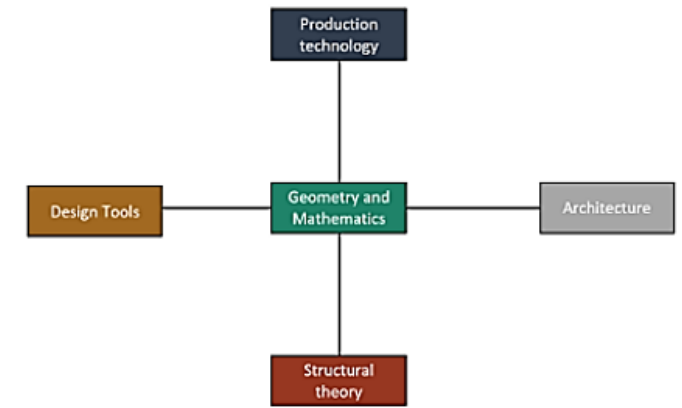 Production
technology
Design Tools
Geometry and
Mathematics
Architecture
Structural
theory